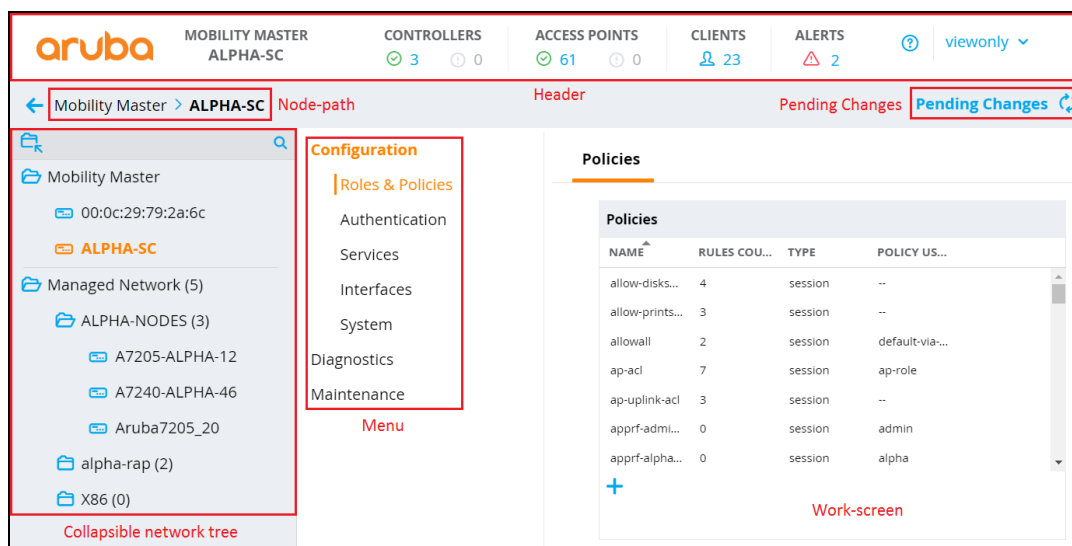 aruba
MOBILITY MASTER
ALPHA-SC
CONTROLLERS
3 0
ACCESS POINTS
61 0
CLIENTS
23
ALERTS
2
? viewonly
Mobility Master > ALPHA-SC Node-path Header Pending Changes Pending Changes
Mobility Master
00:0c:29:79:2a:6c
ALPHA-SC
Managed Network (5)
ALPHA-NODES (3)
A7205-ALPHA-12
A7240-ALPHA-46
Aruba7205_20
alpha-rap (2)
X86 (0)
Collapsible network tree
Configuration
Roles & Policies
Authentication
Services
Interfaces
System
Diagnostics
Maintenance
Menu
Policies
Policies
NAME RULES COU... TYPE POLICY US...
allow-disks... 4 session --
allow-prints... 3 session --
allowall 2 session default-via-...
ap-acl 7 session ap-role
ap-uplink-acl 3 session --
apprf-admi... 0 session admin
apprf-alpha... 0 session alpha
+
Work-screen